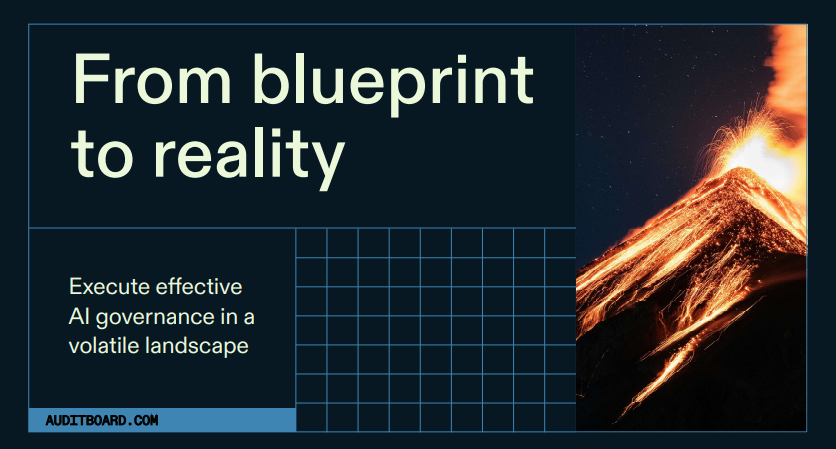 From blueprint
to reality
Execute effective
AI governance in a
volatile landscape
AUDITBOARD.COM